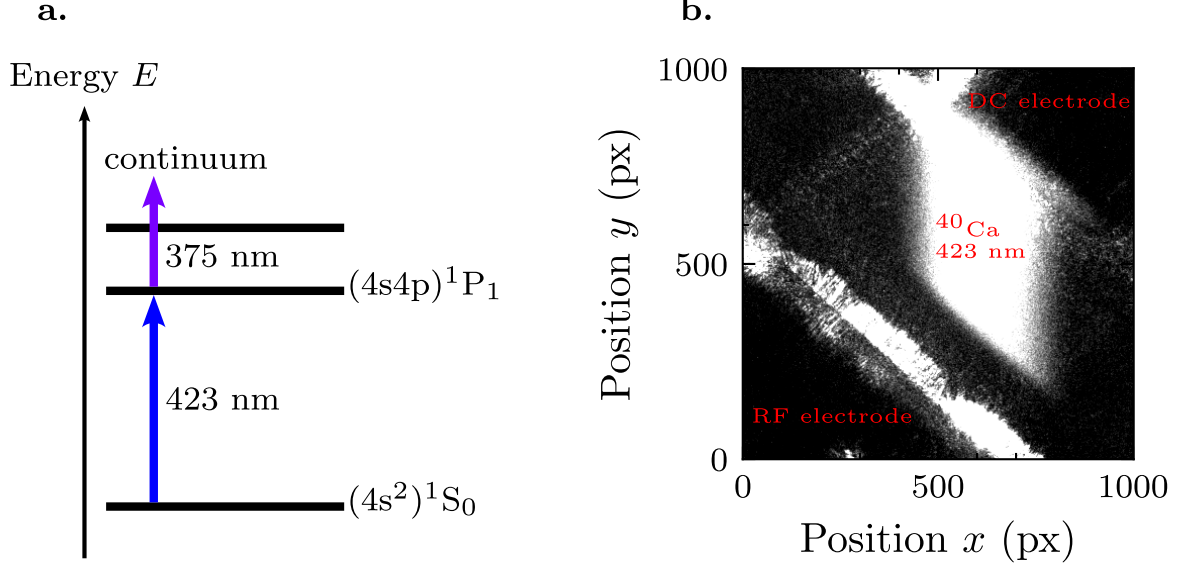 a.
Energy E
continuum
375 nm
(4s4p)¹P₁
423 nm
(4s²)¹S₀
b.
Position y (px)
1000
500
0
DC electrode
⁴⁰Ca
423 nm
RF electrode
0 500 1000
Position x (px)